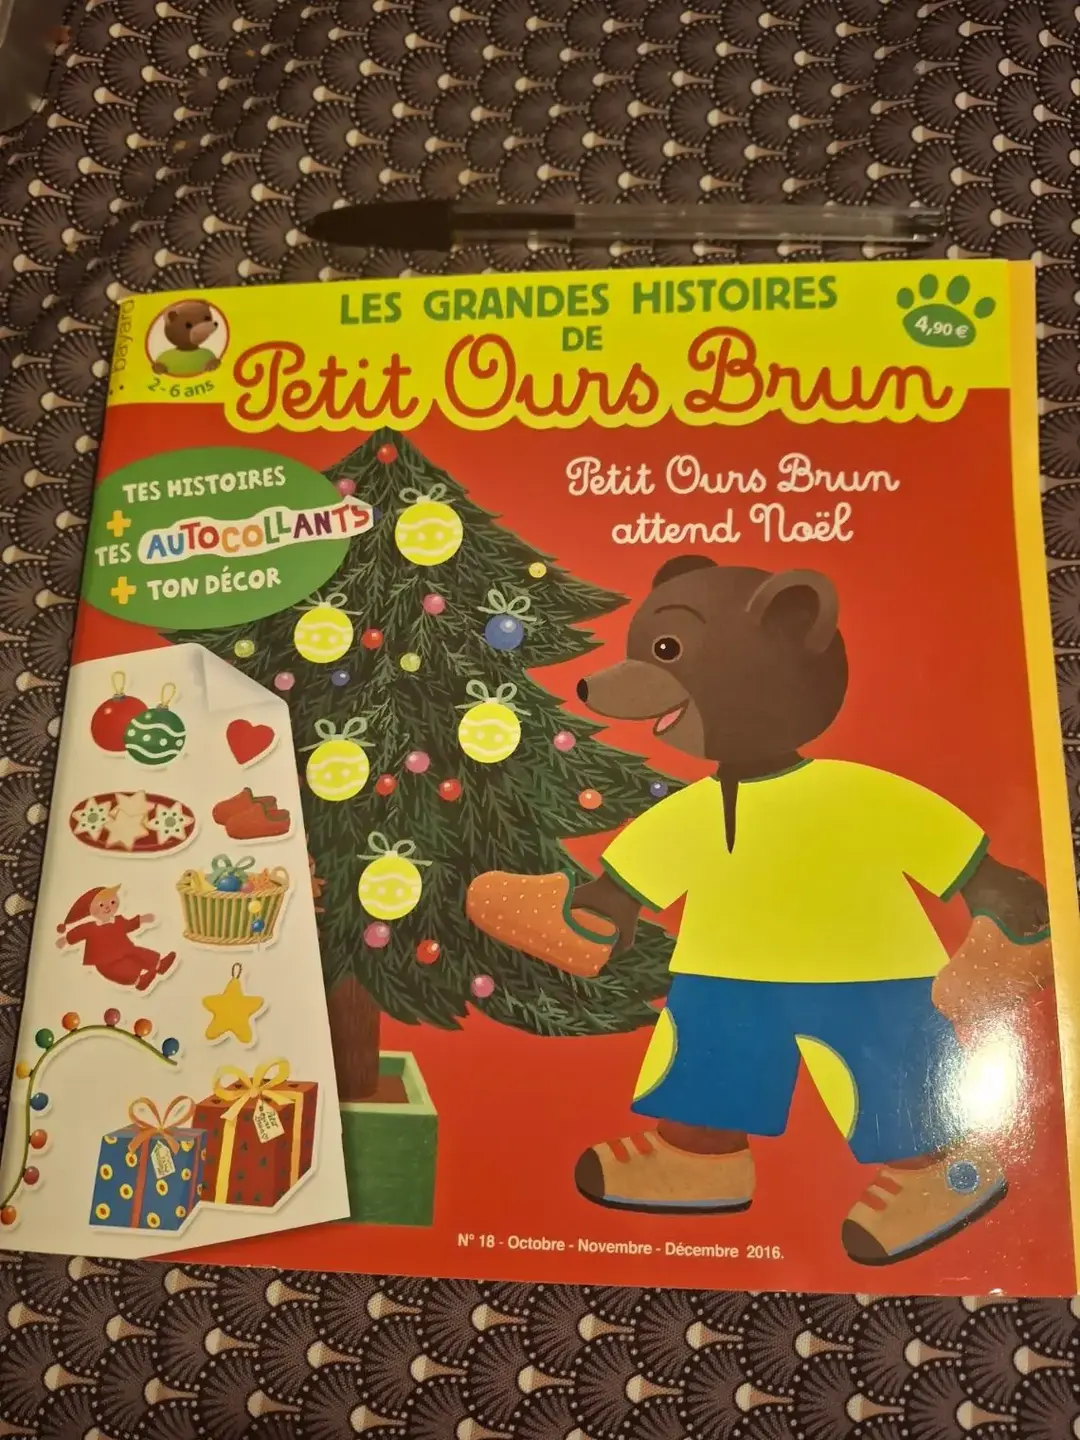 bayard
2-6 ans
LES GRANDES HISTOIRES
DE
Petit Ours Brun
4,90 €
TES HISTOIRES
+
TES AUTOCOLLANTS
+ TON DÉCOR
Petit Ours Brun
attend Noël
N° 18 - Octobre - Novembre - Décembre 2016.